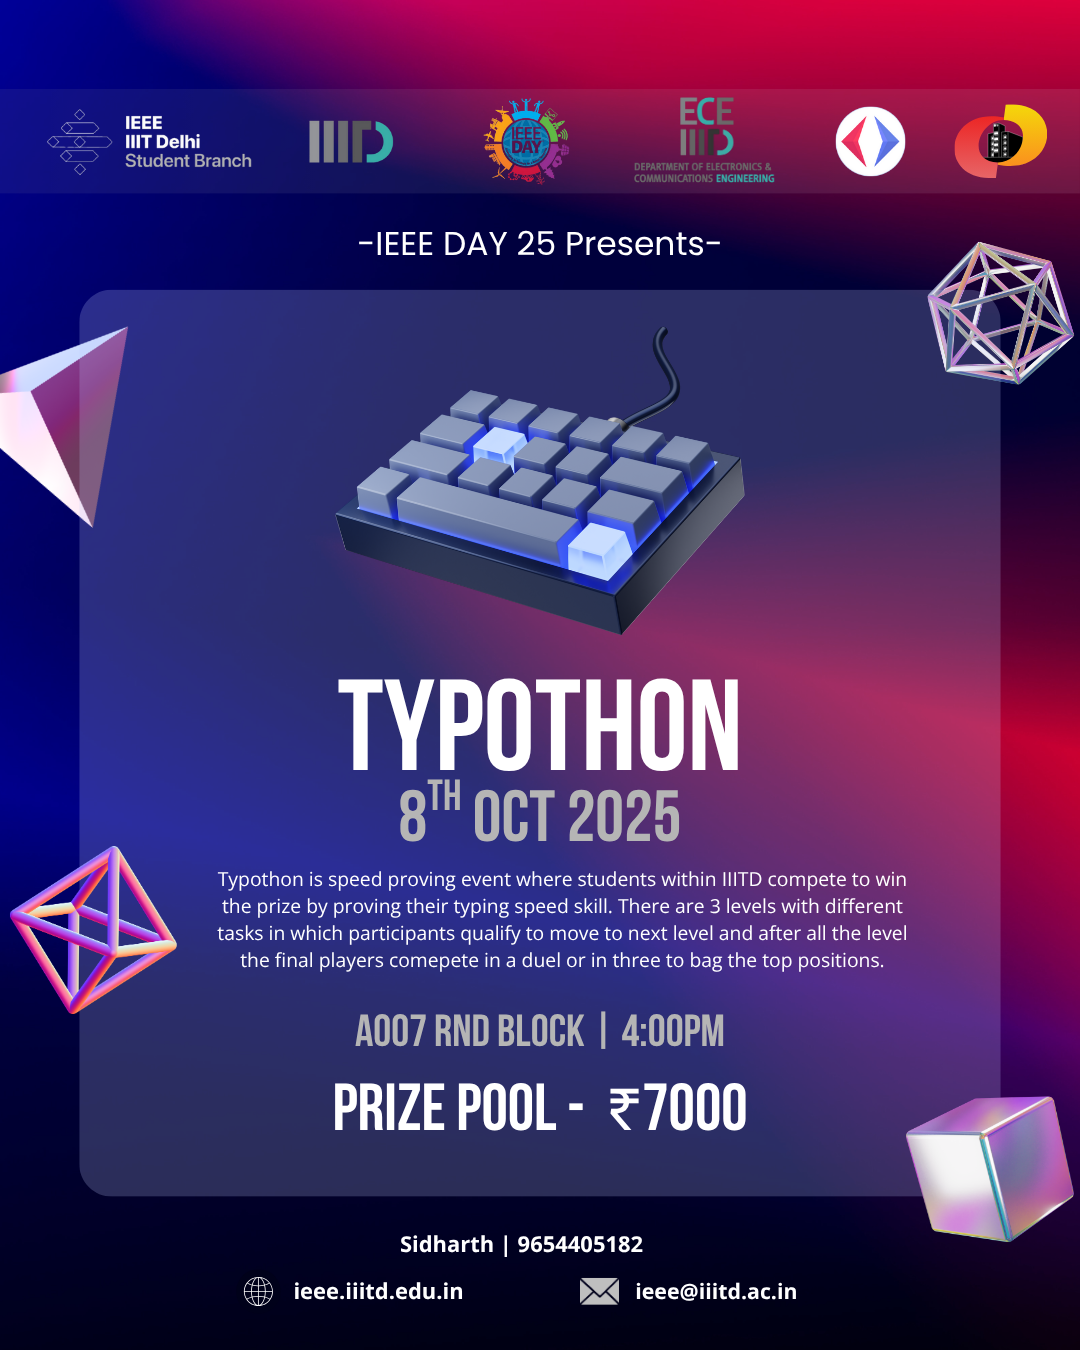 IEEE
IIIT Delhi
Student Branch
IIITD
IEEE
DAY
ECE
IIITD
DEPARTMENT OF ELECTRONICS &
COMMUNICATIONS ENGINEERING
-IEEE DAY 25 Presents-
TYPOTHON
8TH OCT 2025
Typothon is speed proving event where students within IIITD compete to win
the prize by proving their typing speed skill. There are 3 levels with different
tasks in which participants qualify to move to next level and after all the level
the final players comepete in a duel or in three to bag the top positions.
A007 RND BLOCK | 4:00PM
PRIZE POOL - ₹7000
Sidharth | 9654405182
ieee.iiitd.edu.in
ieee@iiitd.ac.in